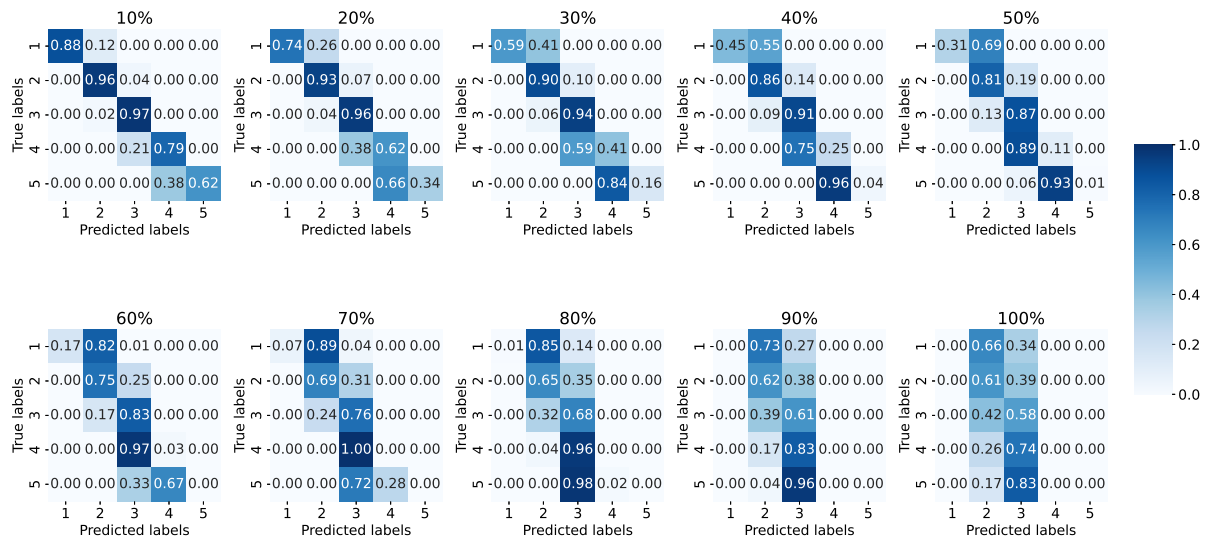 10% 20% 30% 40% 50%
1 0.88 0.12 0.00 0.00 0.00 1 0.74 0.26 0.00 0.00 0.00 1 0.59 0.41 0.00 0.00 0.00 1 0.45 0.55 0.00 0.00 0.00 1 0.31 0.69 0.00 0.00 0.00
2 0.00 0.96 0.04 0.00 0.00 2 0.00 0.93 0.07 0.00 0.00 2 0.00 0.90 0.10 0.00 0.00 2 0.00 0.86 0.14 0.00 0.00 2 0.00 0.81 0.19 0.00 0.00
True labels True labels True labels True labels True labels
3 0.00 0.02 0.97 0.00 0.00 3 0.00 0.04 0.96 0.00 0.00 3 0.00 0.06 0.94 0.00 0.00 3 0.00 0.09 0.91 0.00 0.00 3 0.00 0.13 0.87 0.00 0.00
4 0.00 0.00 0.21 0.79 0.00 4 0.00 0.00 0.38 0.62 0.00 4 0.00 0.00 0.59 0.41 0.00 4 0.00 0.00 0.75 0.25 0.00 4 0.00 0.00 0.89 0.11 0.00
5 0.00 0.00 0.00 0.38 0.62 5 0.00 0.00 0.00 0.66 0.34 5 0.00 0.00 0.00 0.84 0.16 5 0.00 0.00 0.00 0.96 0.04 5 0.00 0.00 0.06 0.93 0.01
1 2 3 4 5 1 2 3 4 5 1 2 3 4 5 1 2 3 4 5 1 2 3 4 5
Predicted labels Predicted labels Predicted labels Predicted labels Predicted labels
1.0
0.8
0.6
0.4
0.2
0.0
60% 70% 80% 90% 100%
1 0.17 0.82 0.01 0.00 0.00 1 0.07 0.89 0.04 0.00 0.00 1 0.01 0.85 0.14 0.00 0.00 1 0.00 0.73 0.27 0.00 0.00 1 0.00 0.66 0.34 0.00 0.00
2 0.00 0.75 0.25 0.00 0.00 2 0.00 0.69 0.31 0.00 0.00 2 0.00 0.65 0.35 0.00 0.00 2 0.00 0.62 0.38 0.00 0.00 2 0.00 0.61 0.39 0.00 0.00
True labels True labels True labels True labels True labels
3 0.00 0.17 0.83 0.00 0.00 3 0.00 0.24 0.76 0.00 0.00 3 0.00 0.32 0.68 0.00 0.00 3 0.00 0.39 0.61 0.00 0.00 3 0.00 0.42 0.58 0.00 0.00
4 0.00 0.00 0.97 0.03 0.00 4 0.00 0.00 1.00 0.00 0.00 4 0.00 0.04 0.96 0.00 0.00 4 0.00 0.17 0.83 0.00 0.00 4 0.00 0.26 0.74 0.00 0.00
5 0.00 0.00 0.33 0.67 0.00 5 0.00 0.00 0.72 0.28 0.00 5 0.00 0.00 0.98 0.02 0.00 5 0.00 0.04 0.96 0.00 0.00 5 0.00 0.17 0.83 0.00 0.00
1 2 3 4 5 1 2 3 4 5 1 2 3 4 5 1 2 3 4 5 1 2 3 4 5
Predicted labels Predicted labels Predicted labels Predicted labels Predicted labels